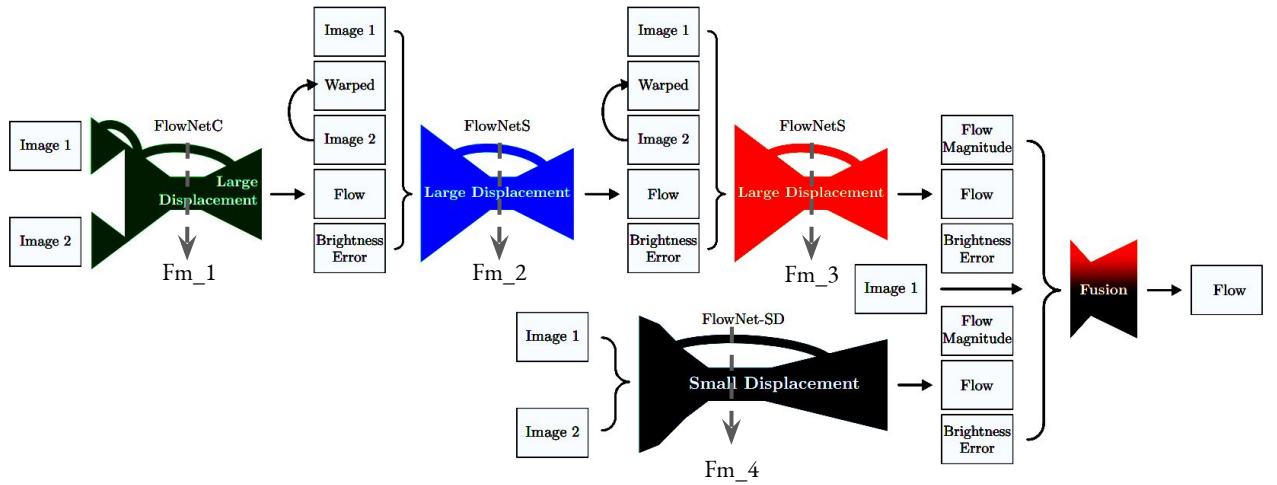 Image 1
Image 2
FlowNetC
Large
Displacement
Fm_1
Image 1
Warped
Image 2
Flow
Brightness
Error
FlowNetS
Large Displacement
Fm_2
Image 1
Warped
Image 2
Flow
Brightness
Error
FlowNetS
Large Displacement
Fm_3
Flow
Magnitude
Flow
Brightness
Error
Image 1
Image 1
Image 2
FlowNet-SD
Small Displacement
Fm_4
Flow
Magnitude
Flow
Brightness
Error
Fusion
Flow